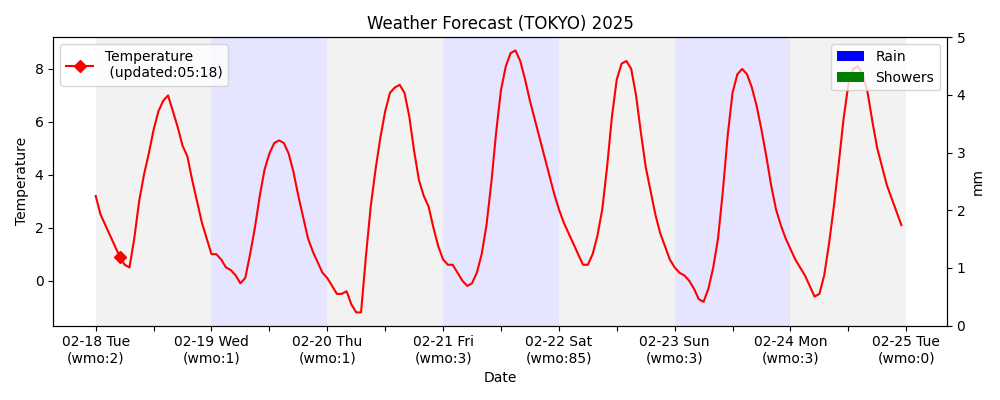 Weather Forecast (TOKYO) 2025
Temperature
(updated:05:18)
Rain
Showers
Temperature
8
6
4
2
0
5
4
3
2
1
0
mm
02-18 Tue
(wmo:2)
02-19 Wed
(wmo:1)
02-20 Thu
(wmo:1)
02-21 Fri
(wmo:3)
02-22 Sat
(wmo:85)
02-23 Sun
(wmo:3)
02-24 Mon
(wmo:3)
02-25 Tue
(wmo:0)
Date